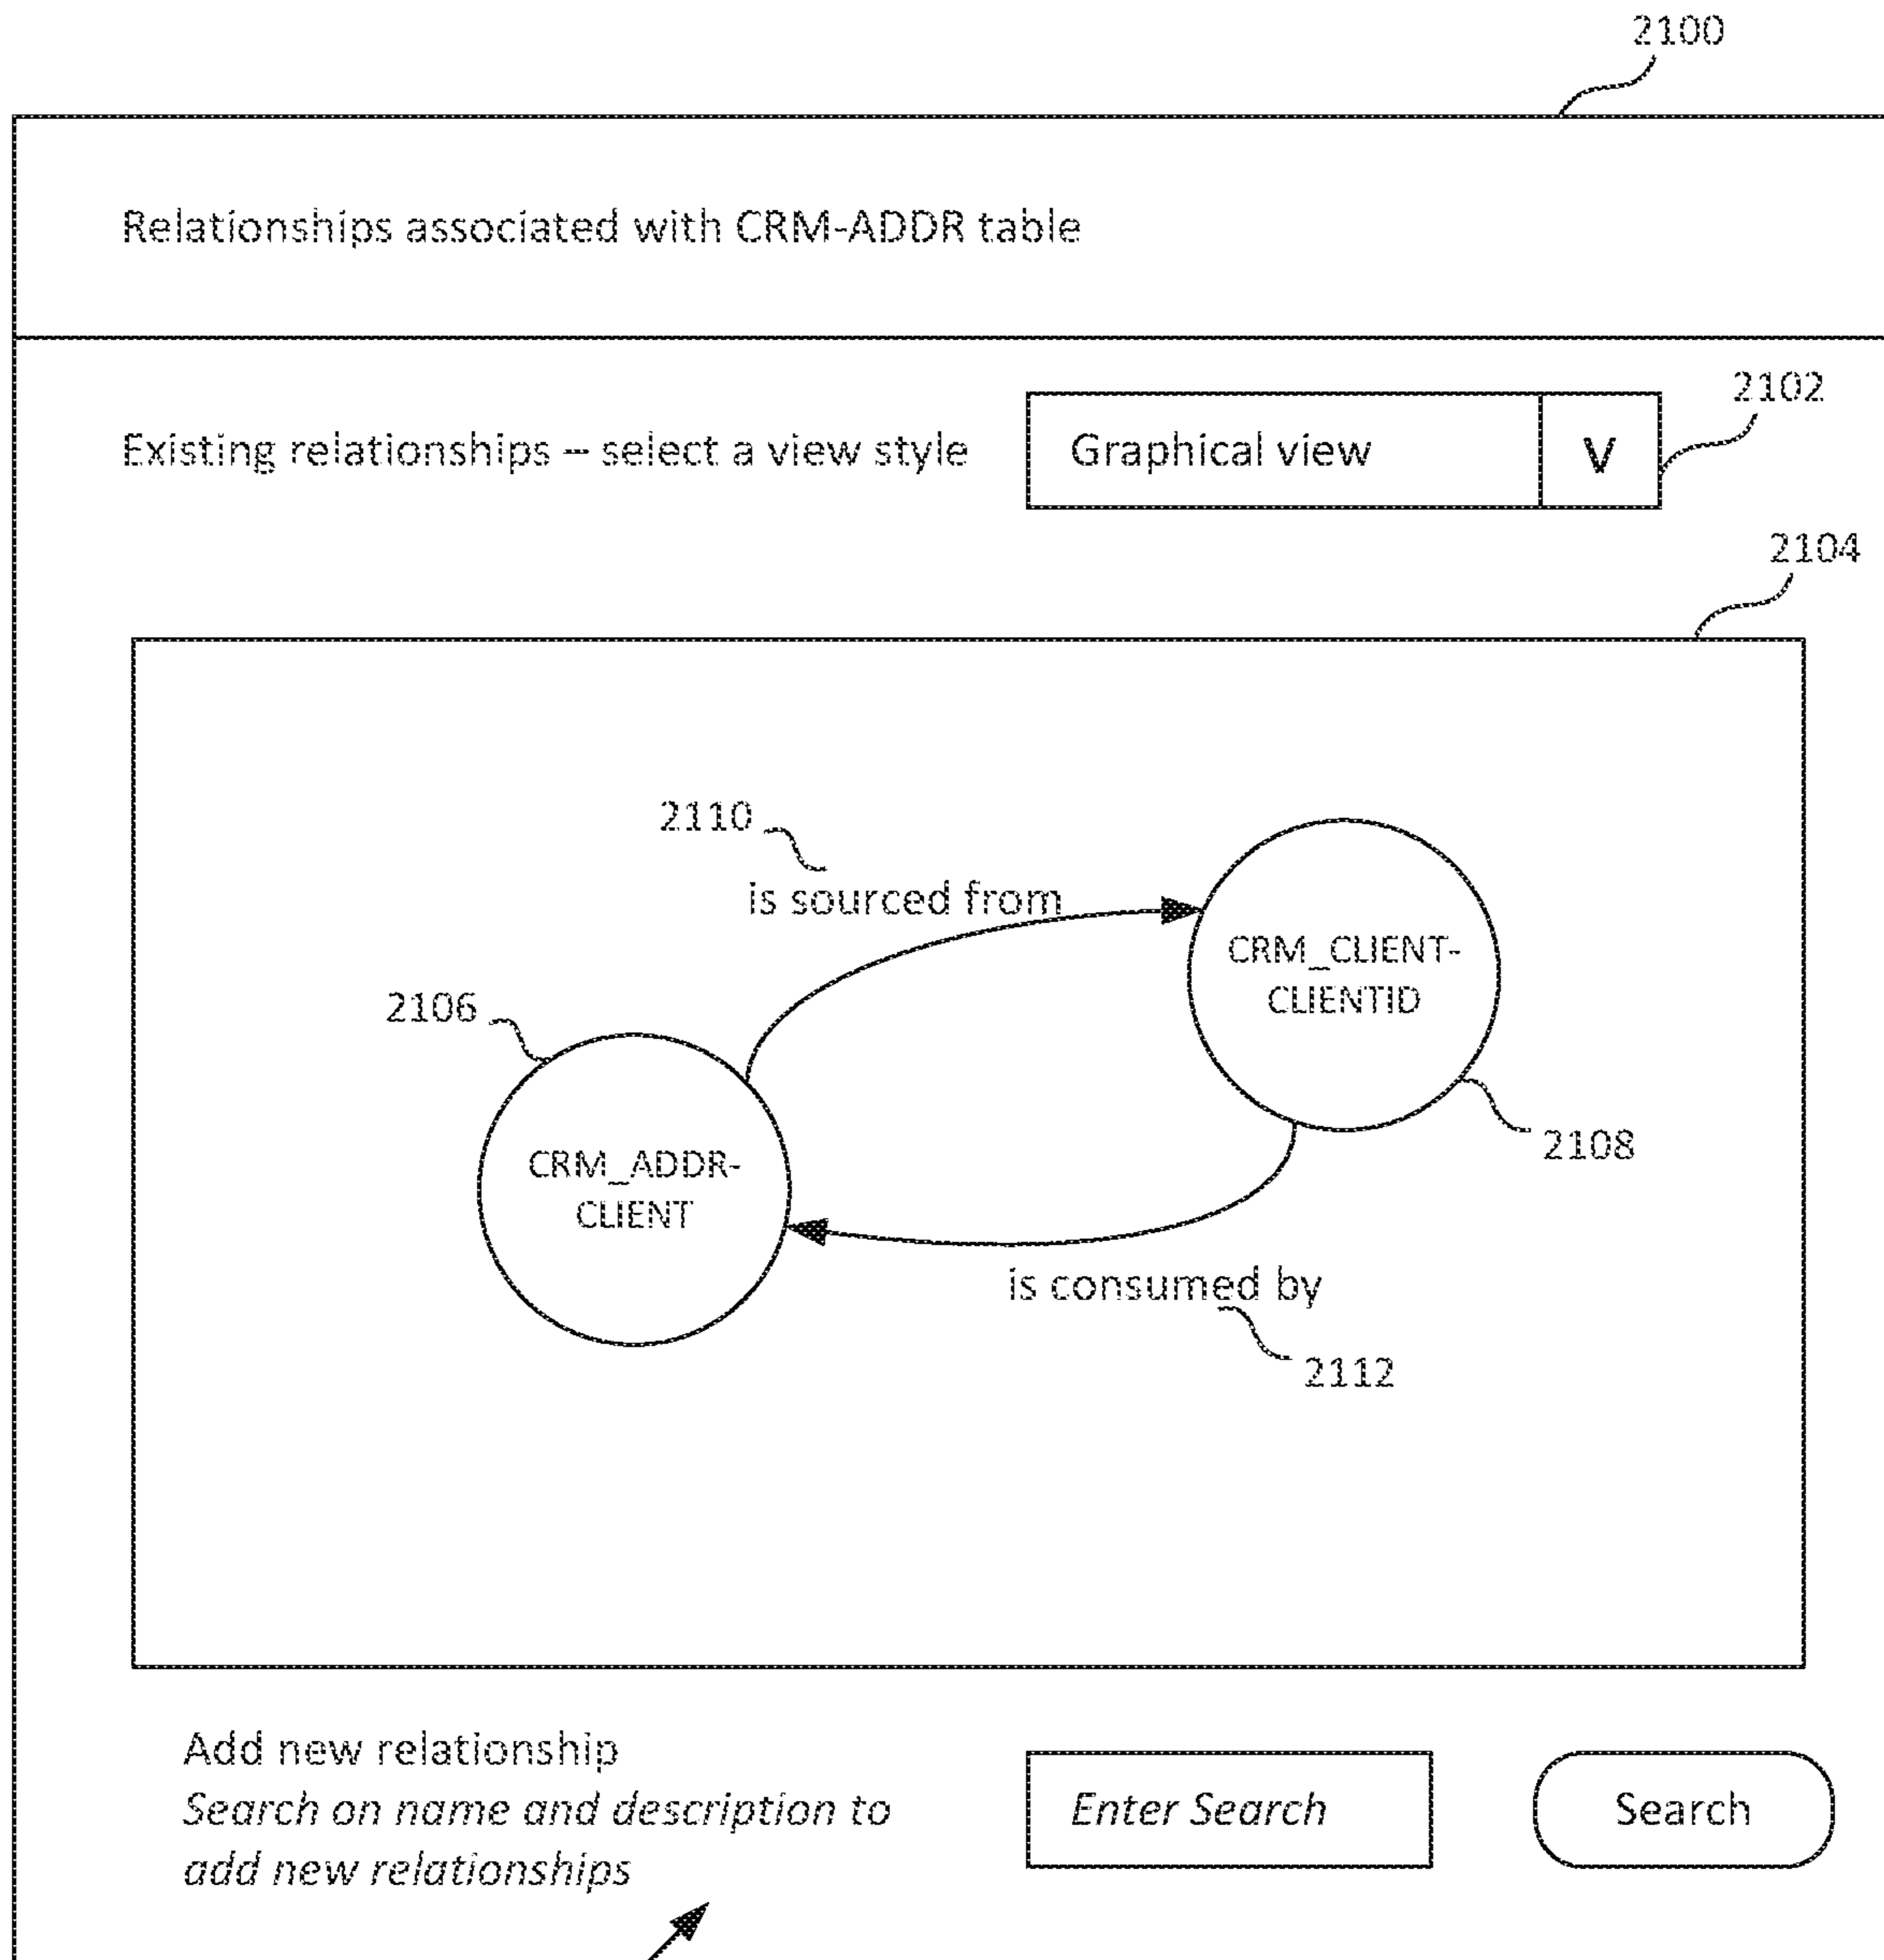 2100
Relationships associated with CRM-ADDR table
2102
Existing relationships – select a view style
Graphical view
V
2104
2110
is sourced from
CRM_CLIENT-
CLIENTID
2106
2108
CRM_ADDR-
CLIENT
is consumed by
2112
Add new relationship
Search on name and description to
add new relationships
Enter Search
Search